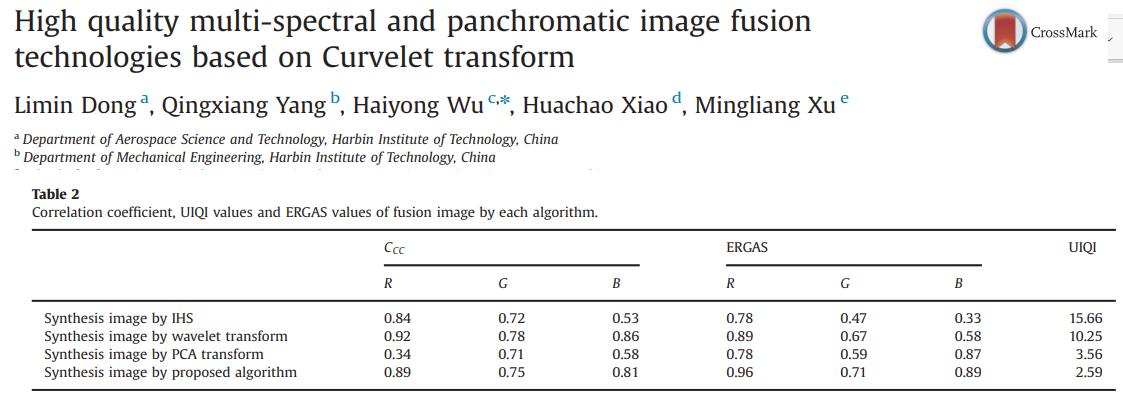 High quality multi-spectral and panchromatic image fusion
technologies based on Curvelet transform
CrossMark
Limin Dong a, Qingxiang Yang b, Haiyong Wu c,*, Huachao Xiao d, Mingliang Xu e
a Department of Aerospace Science and Technology, Harbin Institute of Technology, China
b Department of Mechanical Engineering, Harbin Institute of Technology, China
Table 2
Correlation coefficient, UIQI values and ERGAS values of fusion image by each algorithm.
CCC ERGAS UIQI
R G B R G B
Synthesis image by IHS 0.84 0.72 0.53 0.78 0.47 0.33 15.66
Synthesis image by wavelet transform 0.92 0.78 0.86 0.89 0.67 0.58 10.25
Synthesis image by PCA transform 0.34 0.71 0.58 0.78 0.59 0.87 3.56
Synthesis image by proposed algorithm 0.89 0.75 0.81 0.96 0.71 0.89 2.59